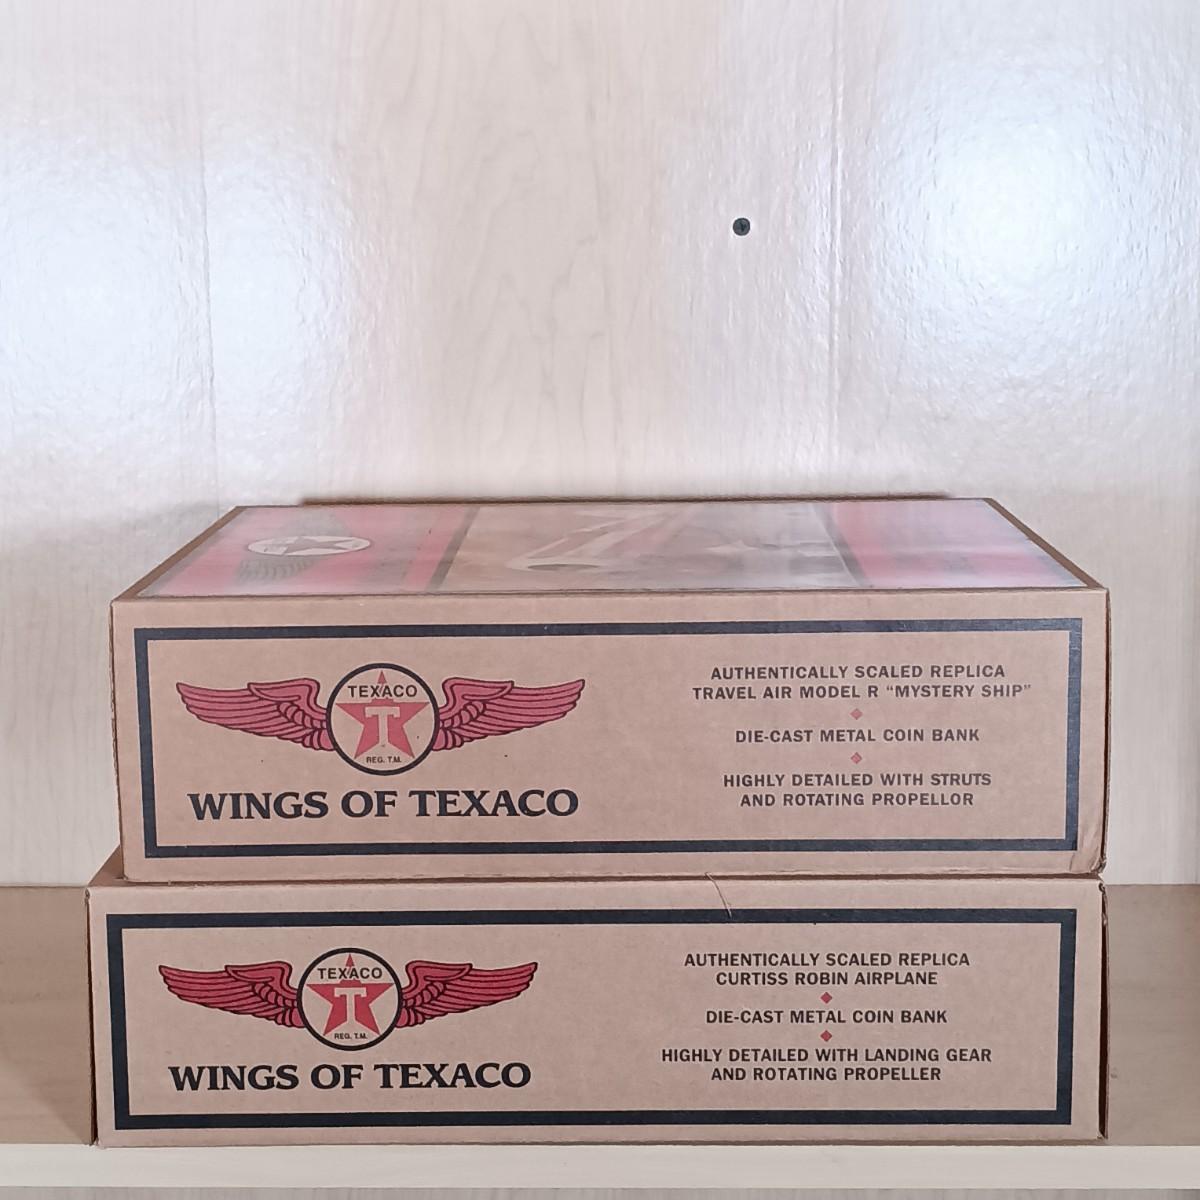 TEXACO
T
REG. T.M.
WINGS OF TEXACO
AUTHENTICALLY SCALED REPLICA
TRAVEL AIR MODEL R “MYSTERY SHIP”
DIE-CAST METAL COIN BANK
HIGHLY DETAILED WITH STRUTS
AND ROTATING PROPELLOR
TEXACO
T
REG. T.M.
WINGS OF TEXACO
AUTHENTICALLY SCALED REPLICA
CURTISS ROBIN AIRPLANE
DIE-CAST METAL COIN BANK
HIGHLY DETAILED WITH LANDING GEAR
AND ROTATING PROPELLER